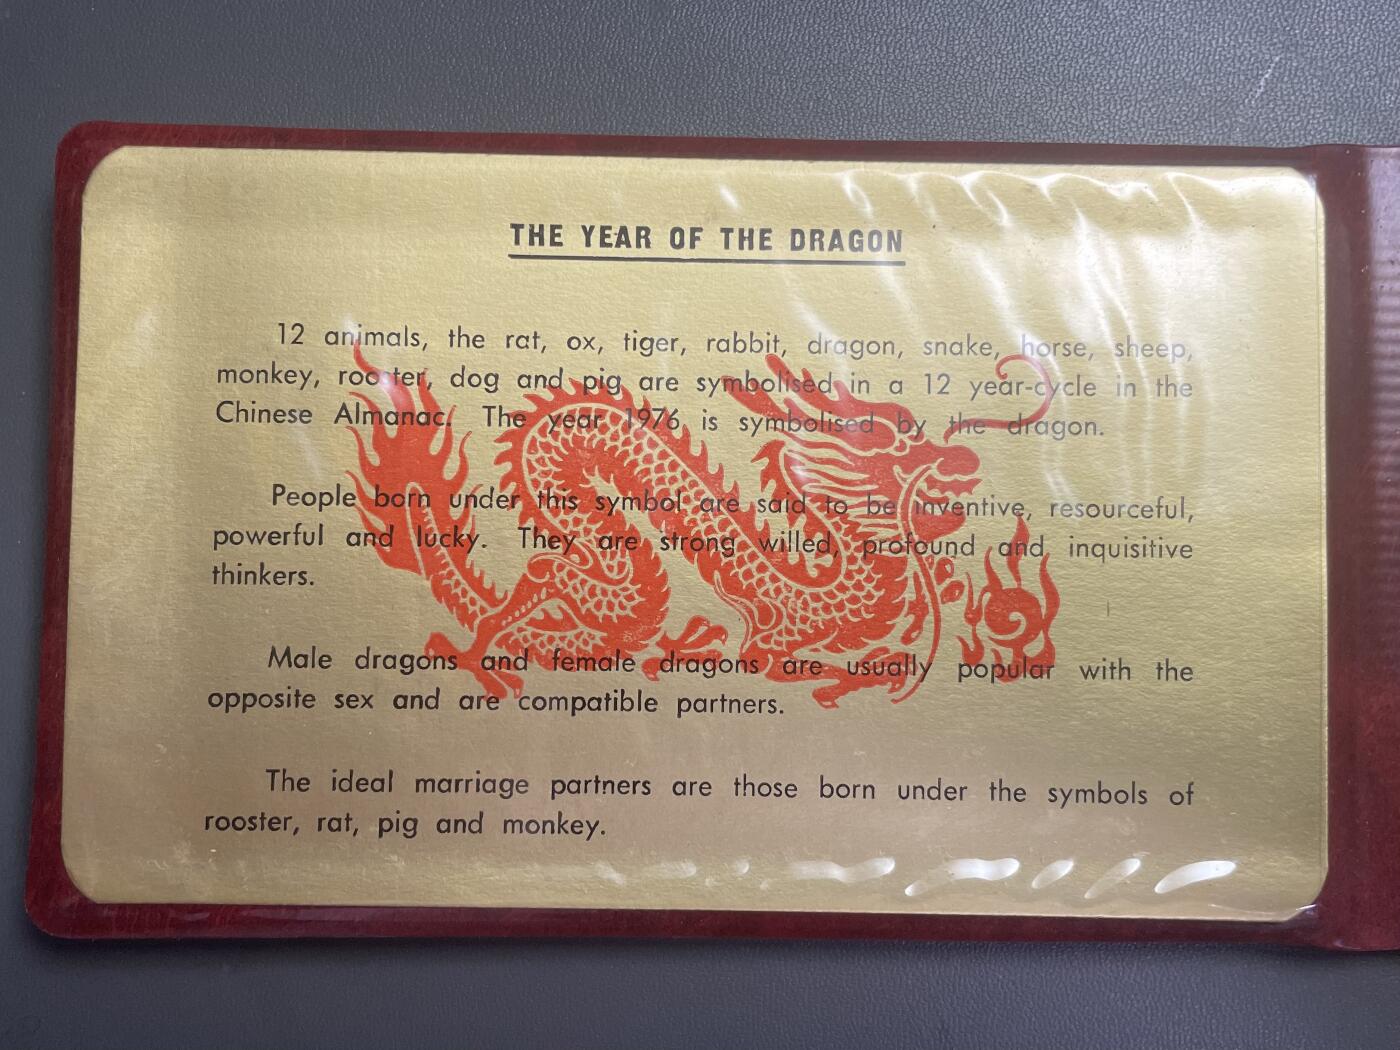 THE YEAR OF THE DRAGON
12 animals, the rat, ox, tiger, rabbit, dragon, snake, horse, sheep,
monkey, rooster, dog and pig are symbolised in a 12 year-cycle in the
Chinese Almanac. The year 1976 is symbolised by the dragon.
People born under this symbol are said to be inventive, resourceful,
powerful and lucky. They are strong willed, profound and inquisitive
thinkers.
Male dragons and female dragons are usually popular with the
opposite sex and are compatible partners.
The ideal marriage partners are those born under the symbols of
rooster, rat, pig and monkey.